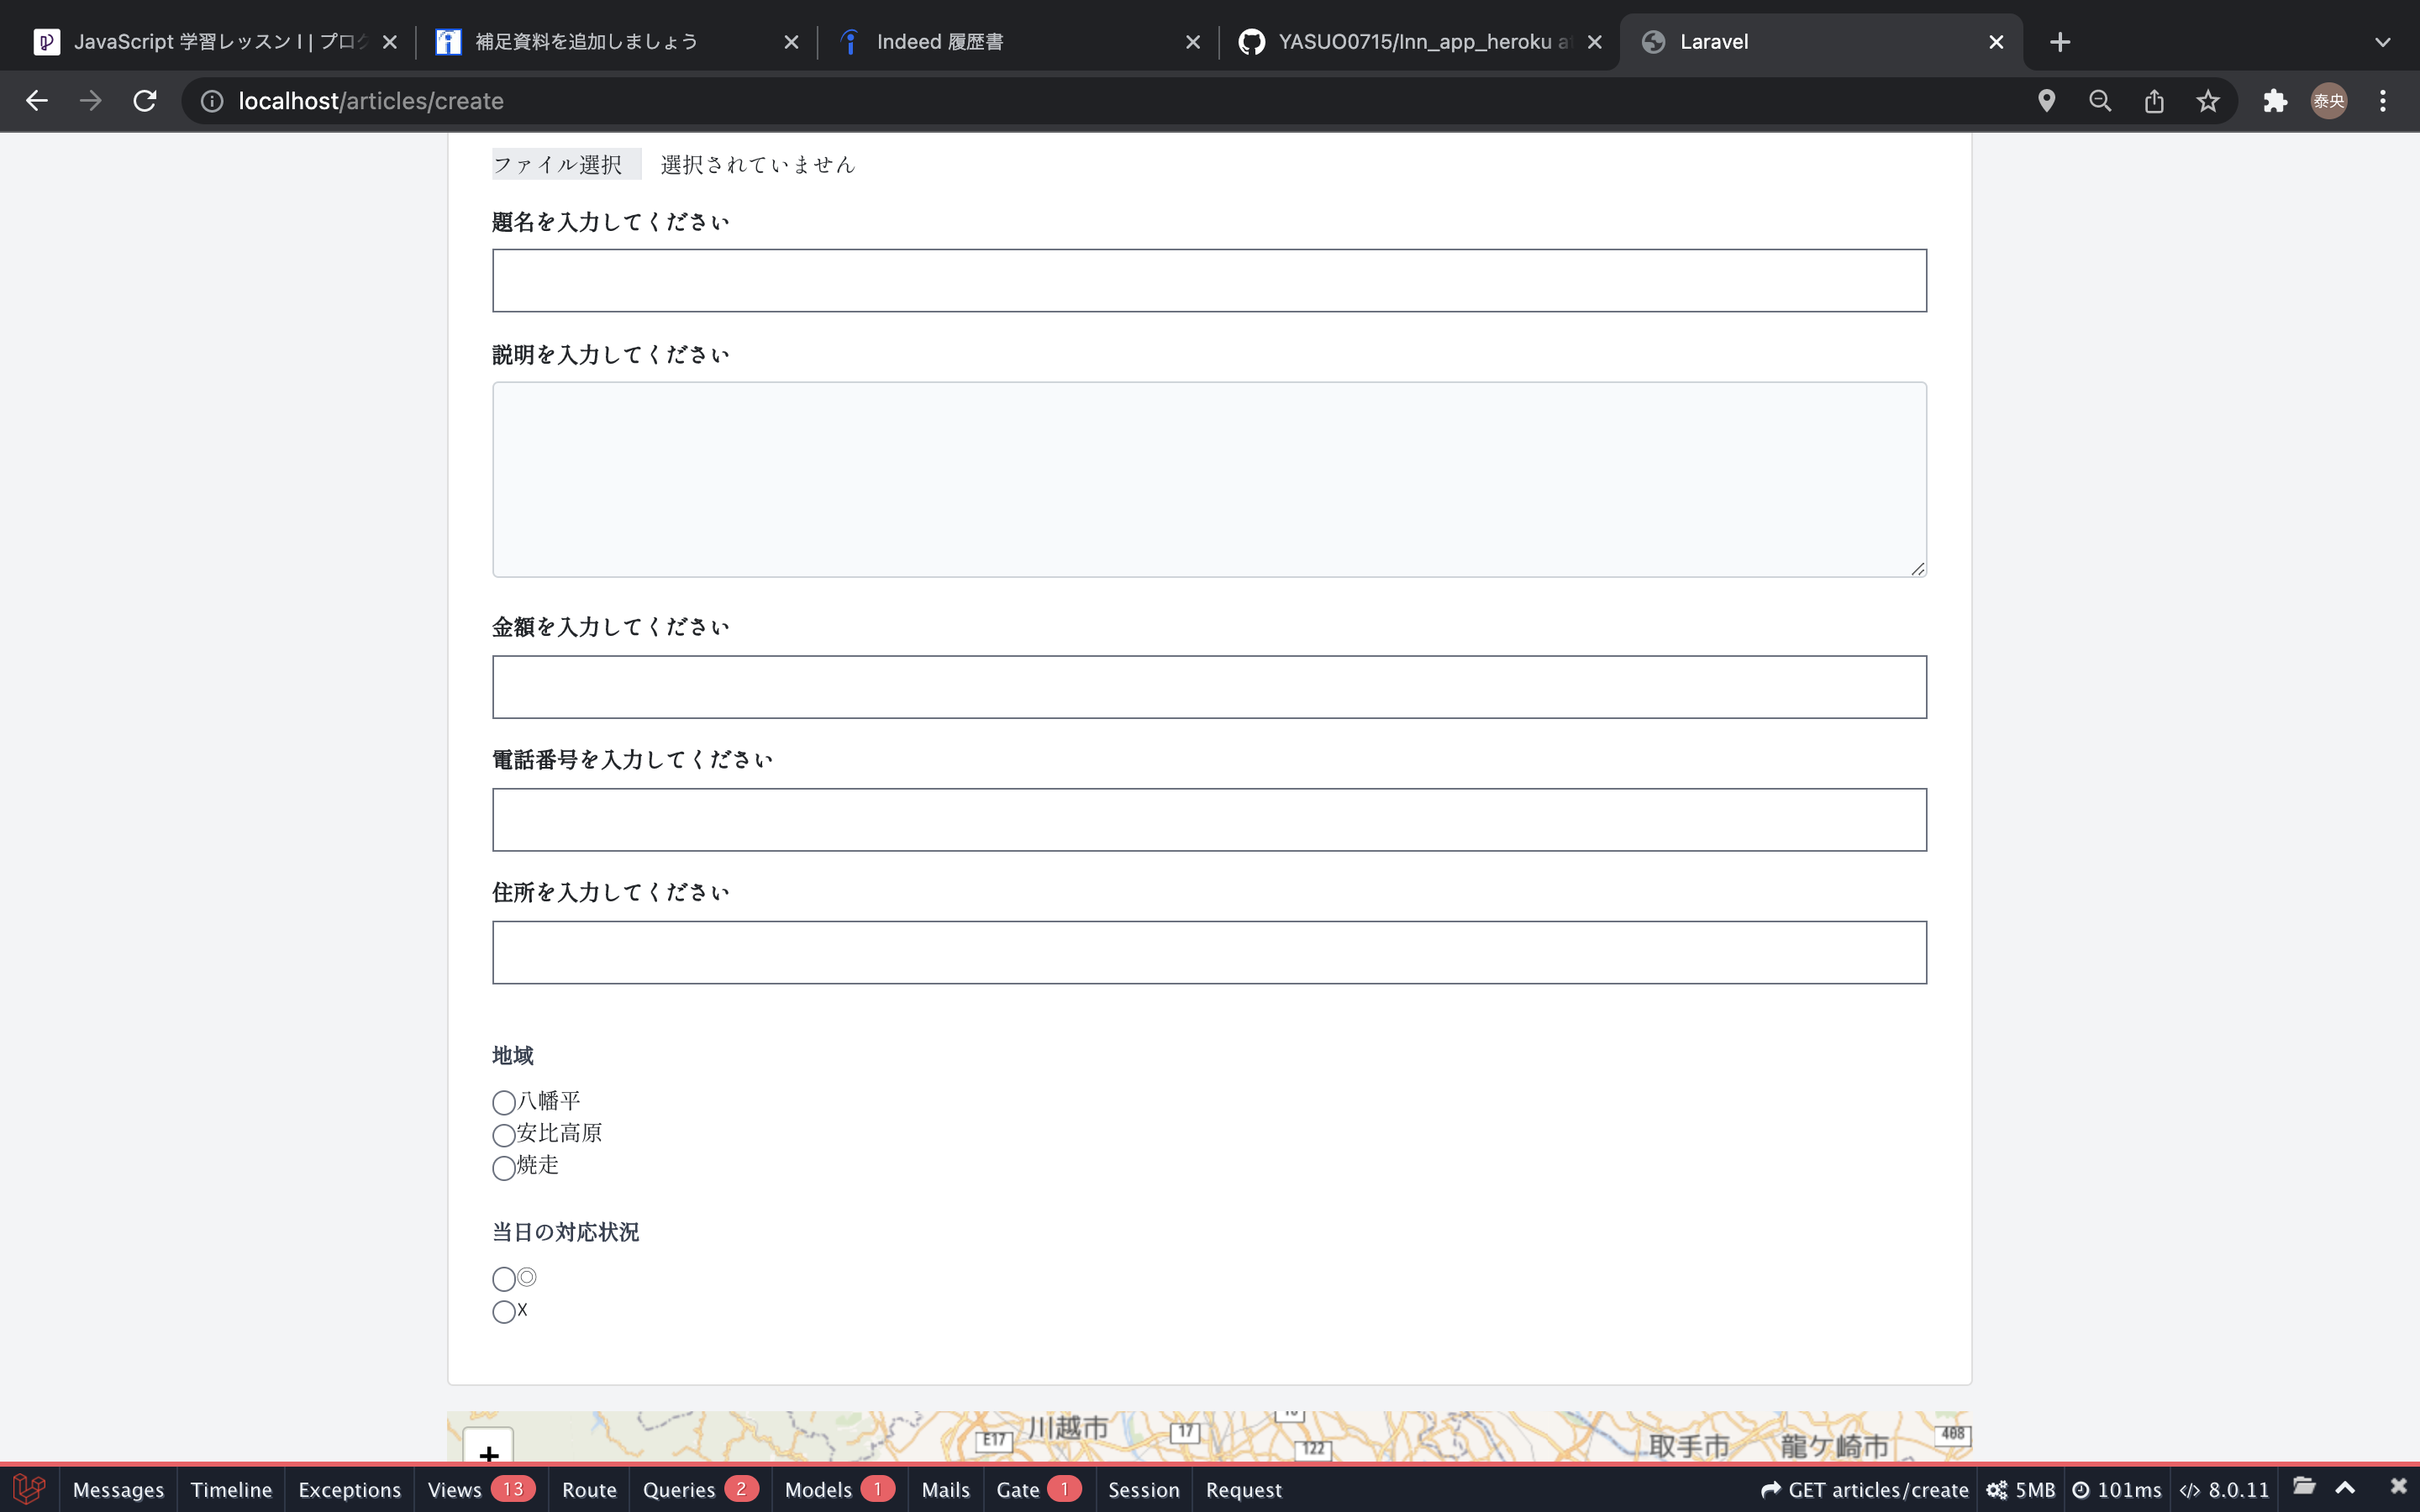 JavaScript 学習レッスン I | プロク
補足資料を追加しましょう
Indeed 履歴書
YASUO0715/Inn_app_heroku at
Laravel
localhost/articles/create
泰央
ファイル選択 選択されていません
題名を入力してください
説明を入力してください
金額を入力してください
電話番号を入力してください
住所を入力してください
地域
八幡平
安比高原
焼走
当日の対応状況
◎
☓
+
E17
川越市
17
122
取手市
龍ケ崎市
408
Messages Timeline Exceptions Views 13 Route Queries 2 Models 1 Mails Gate 1 Session Request GET articles/create 5MB 101ms 8.0.11